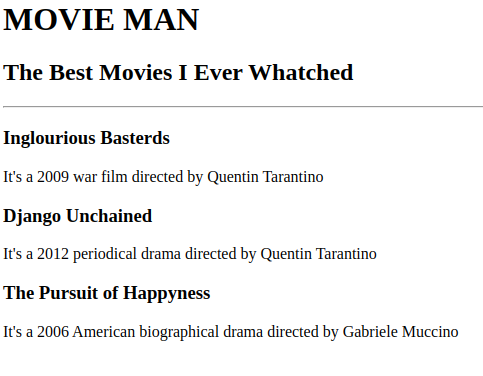 MOVIE MAN
The Best Movies I Ever Whatched
Inglourious Basterds
It's a 2009 war film directed by Quentin Tarantino
Django Unchained
It's a 2012 periodical drama directed by Quentin Tarantino
The Pursuit of Happyness
It's a 2006 American biographical drama directed by Gabriele Muccino